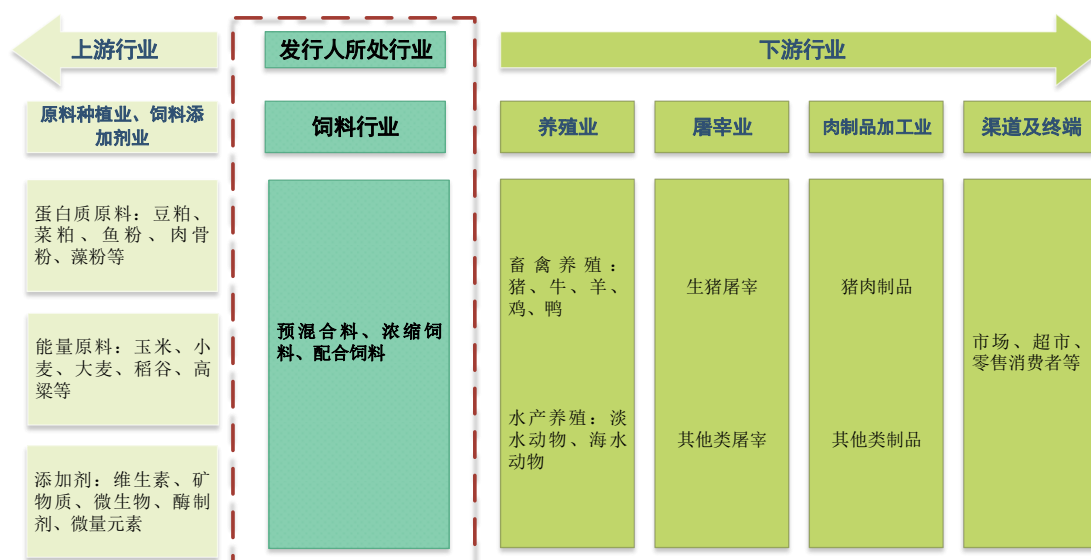 上游行业
发行人所处行业
下游行业
原料种植业、饲料添
加剂业
饲料行业
养殖业
屠宰业
肉制品加工业
渠道及终端
蛋白质原料：豆粕、
菜粕、鱼粉、肉骨
粉、藻粉等
能量原料：玉米、小
麦、大麦、稻谷、高
粱等
添加剂：维生素、矿
物质、微生物、酶制
剂、微量元素
预混合料、浓缩饲
料、配合饲料
畜禽养殖：
猪、牛、羊、
鸡、鸭
水产养殖：淡
水动物、海水
动物
生猪屠宰
其他类屠宰
猪肉制品
其他类制品
市场、超市、
零售消费者等